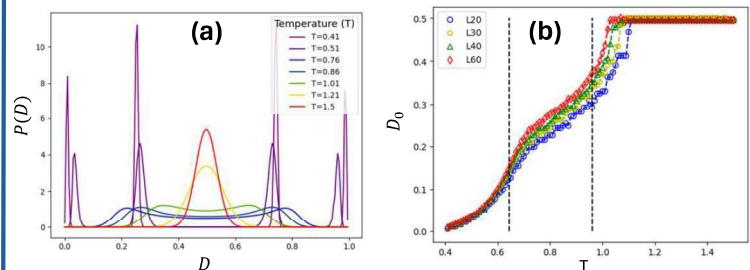 (a)
Temperature (T)
T=0.41
T=0.51
T=0.76
T=0.86
T=1.01
T=1.21
T=1.5
P(D)
10
8
6
4
2
0
0.0 0.2 0.4 0.6 0.8 1.0
D
(b)
L20
L30
L40
L60
D₀
0.5
0.4
0.3
0.2
0.1
0.0
0.4 0.6 0.8 1.0 1.2 1.4
T